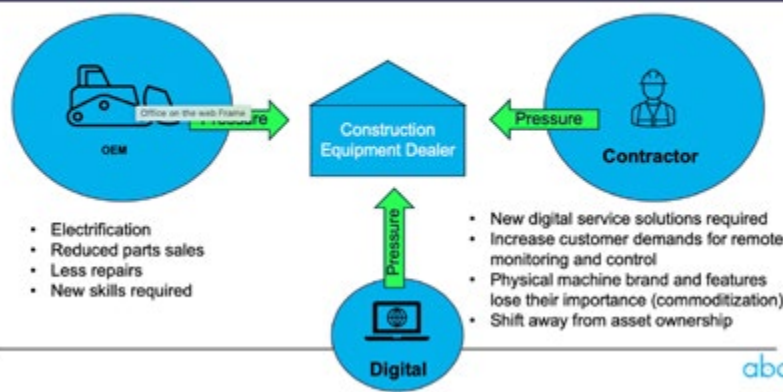 Office on the web Frame
Pressure
OEM
Construction
Equipment Dealer
Pressure
Contractor
Electrification
Reduced parts sales
Less repairs
New skills required
Pressure
New digital service solutions required
Increase customer demands for remote
monitoring and control
Physical machine brand and features
lose their importance (commoditization)
Shift away from asset ownership
Digital